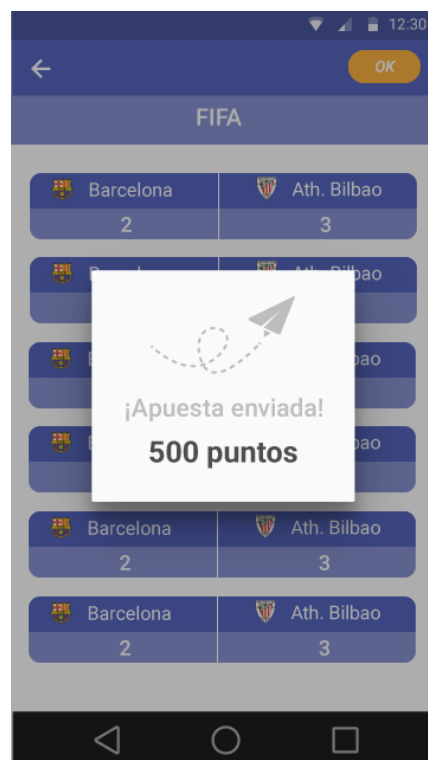 12:30
OK
FIFA
Barcelona Ath. Bilbao
2 3
¡Apuesta enviada!
500 puntos
Barcelona Ath. Bilbao
2 3
Barcelona Ath. Bilbao
2 3